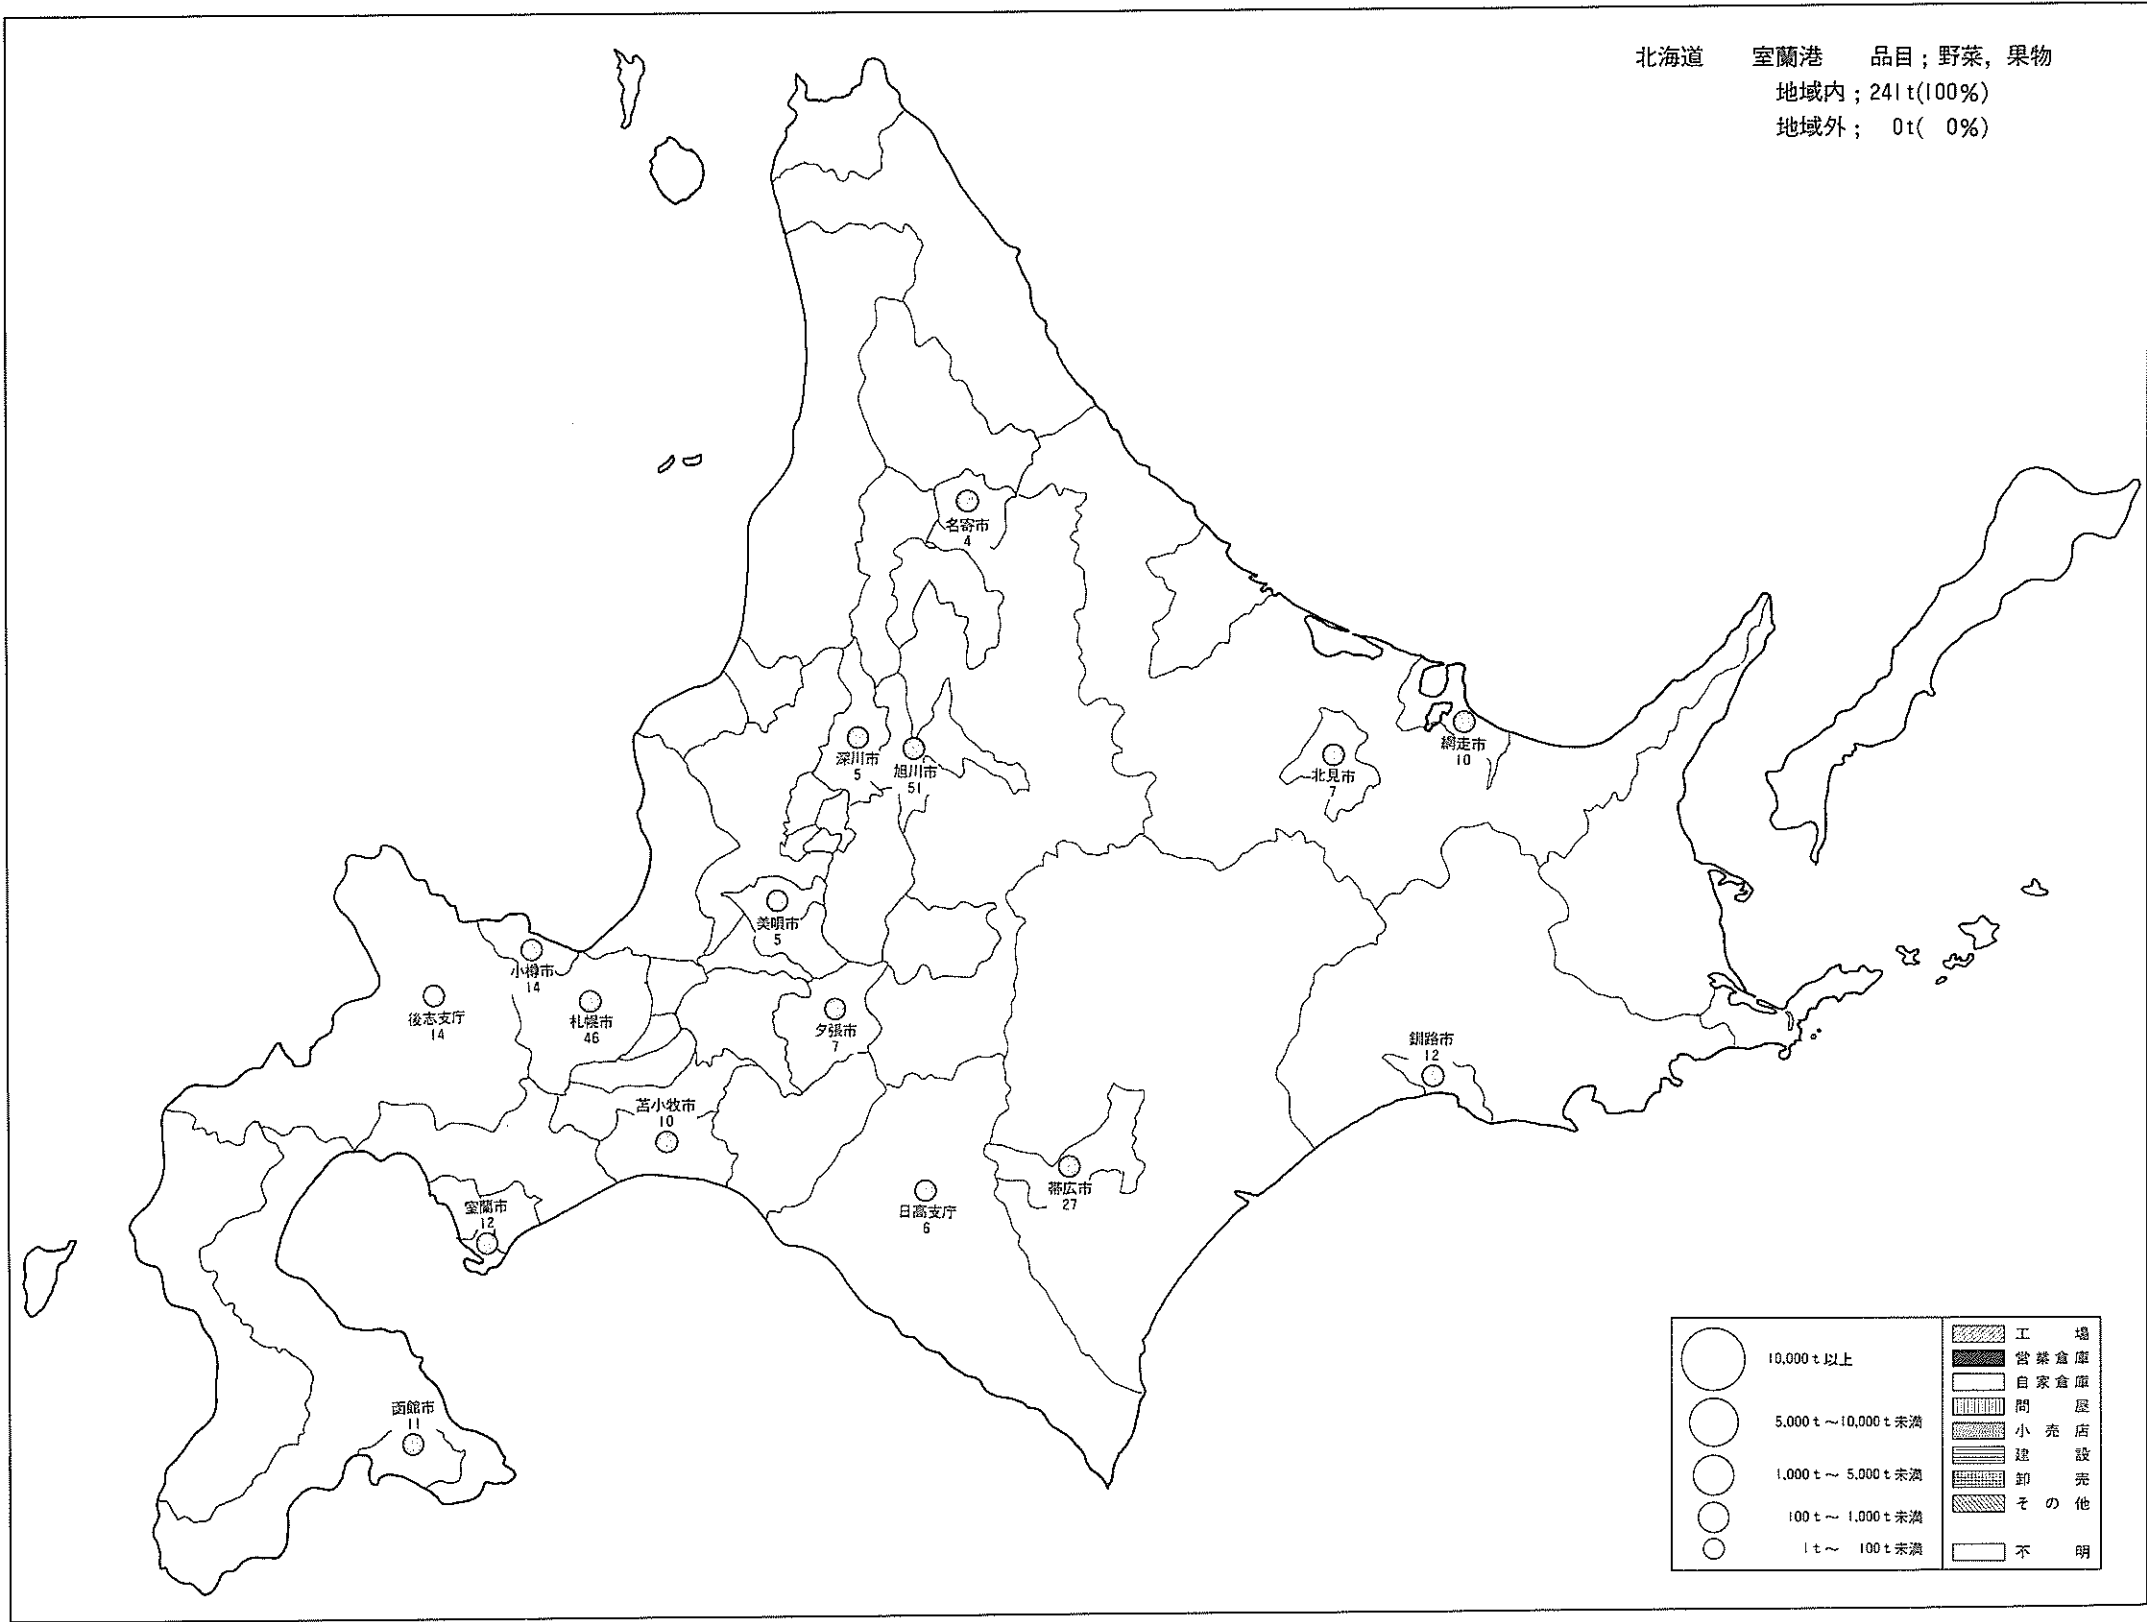 北海道 室蘭港 品目；野菜，果物
地域内；241t(100%)
地域外； 0t( 0%)
名寄市
4
深川市
5
旭川市
51
網走市
10
北見市
7
美唄市
5
小樽市
14
後志支庁
14
札幌市
46
夕張市
7
釧路市
12
苫小牧市
10
帯広市
27
日高支庁
6
室蘭市
12
函館市
11
10,000t以上
5,000t～10,000t未満
1,000t～5,000t未満
100t～1,000t未満
1t～ 100t未満
工場
営業倉庫
自家倉庫
問屋
小売店
建設
卸売
その他
不明